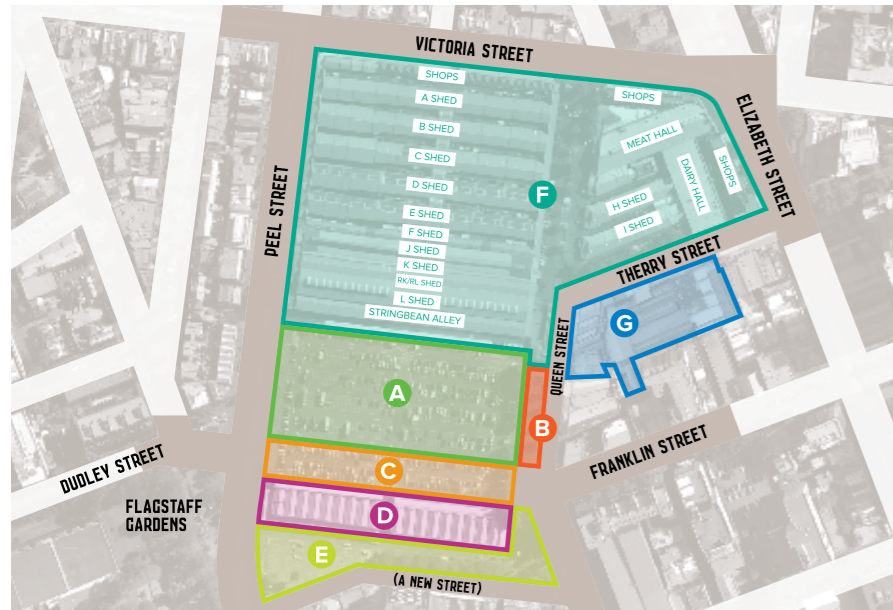 VICTORIA STREET
SHOPS
A SHED
SHOPS
B SHED
MEAT HALL
ELIZABETH STREET
C SHED
DAIRY HALL
SHOPS
D SHED
F
PEEL STREET
H SHED
E SHED
I SHED
F SHED
J SHED
THERRY STREET
K SHED
RK/RL SHED
L SHED
STRINGBEAN ALLEY
G
QUEEN STREET
A
B
FRANKLIN STREET
C
DUDLEY STREET
FLAGSTAFF
GARDENS
D
E
(A NEW STREET)